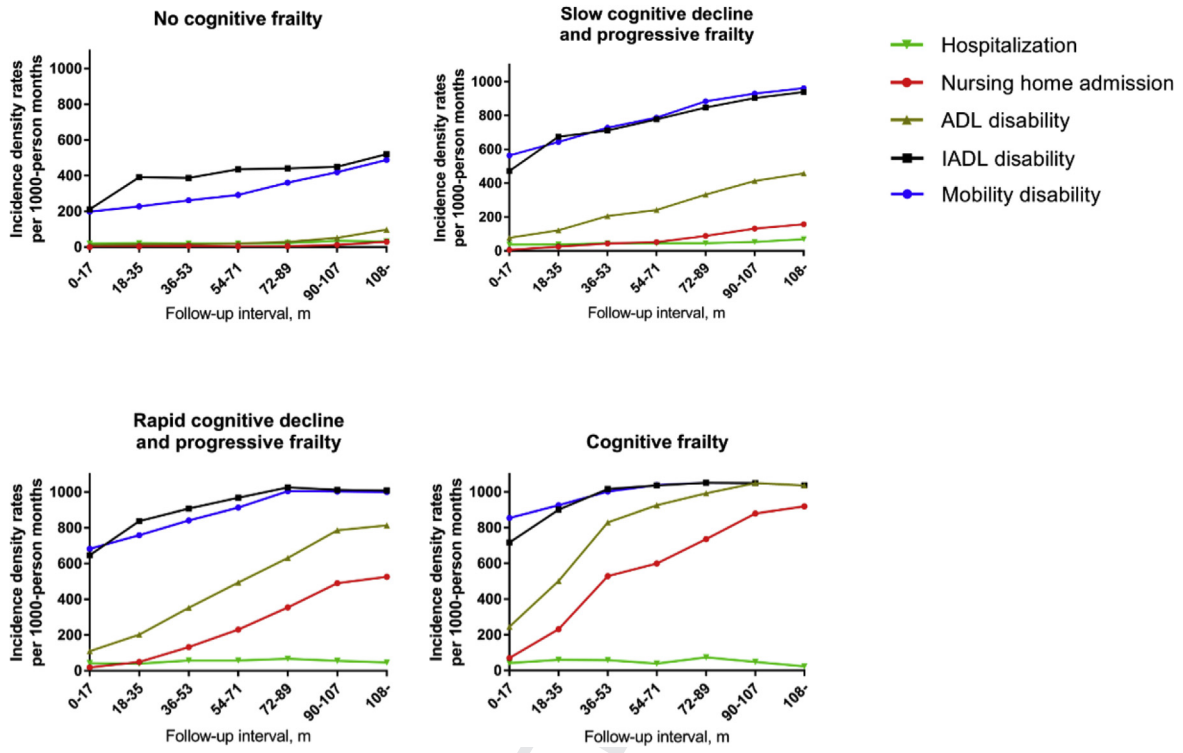 No cognitive frailty
Incidence density rates
per 1000-person months
1000
800
600
400
200
0
0-17
18-35
36-53
54-71
72-89
90-107
108-
Follow-up interval, m
Slow cognitive decline
and progressive frailty
Incidence density rates
per 1000-person months
1000
800
600
400
200
0
0-17
18-35
36-53
54-71
72-89
90-107
108-
Follow-up interval, m
Hospitalization
Nursing home admission
ADL disability
IADL disability
Mobility disability
Rapid cognitive decline
and progressive frailty
Incidence density rates
per 1000-person months
1000
800
600
400
200
0
0-17
18-35
36-53
54-71
72-89
90-107
108-
Follow-up interval, m
Cognitive frailty
Incidence density rates
per 1000-person months
1000
800
600
400
200
0
0-17
18-35
36-53
54-71
72-89
90-107
108-
Follow-up interval, m